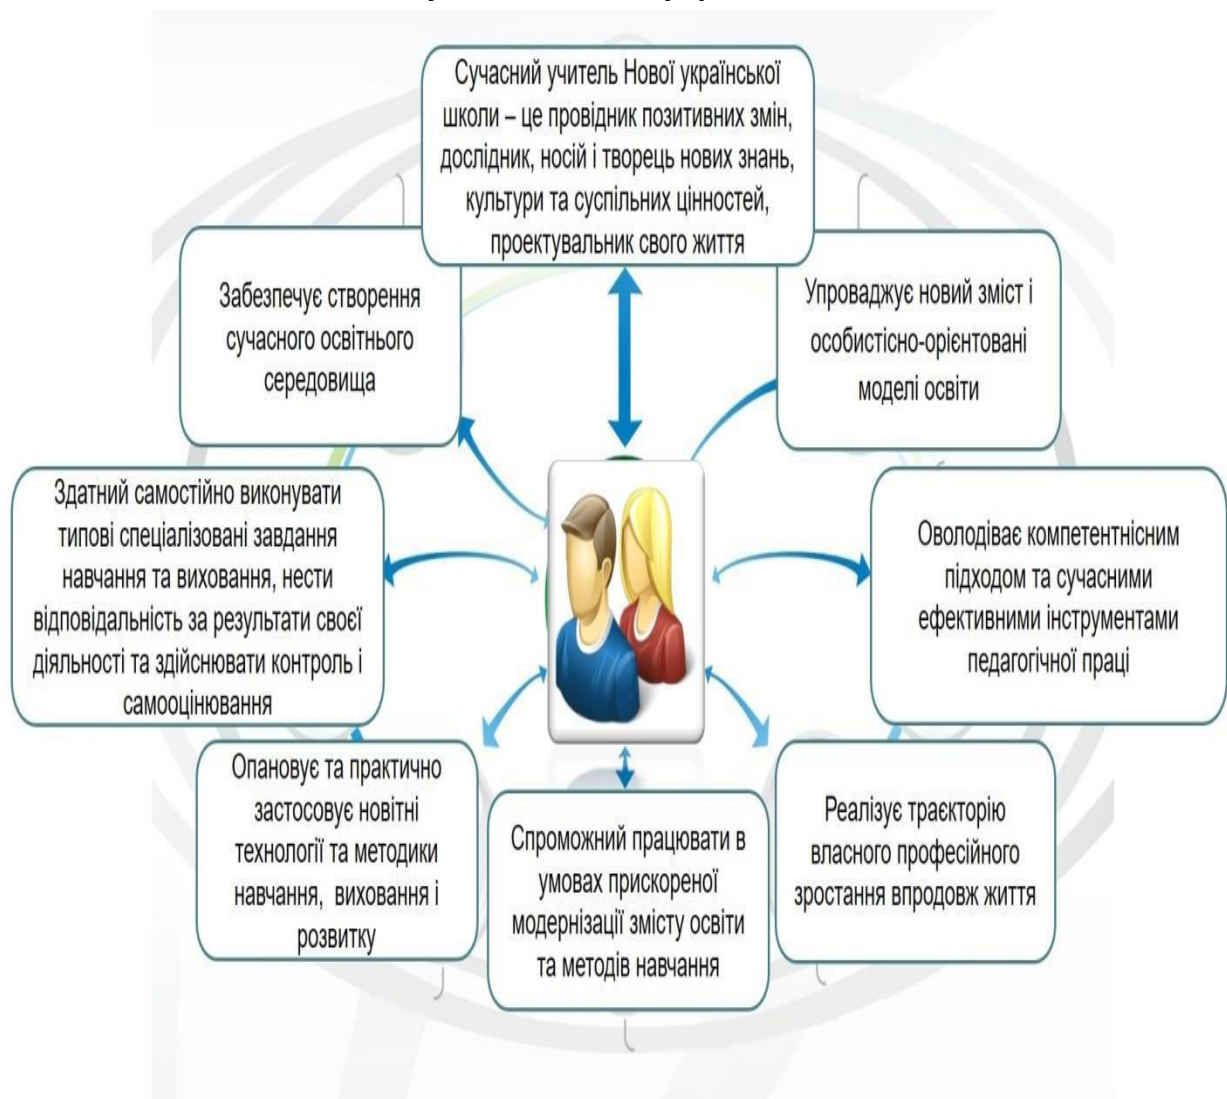 Сучасний учитель Нової української
школи – це провідник позитивних змін,
дослідник, носій і творець нових знань,
культури та суспільних цінностей,
проектувальник свого життя
Забезпечує створення
сучасного освітнього
середовища
Упроваджує новий зміст і
особистісно-орієнтовані
моделі освіти
Здатний самостійно виконувати
типові спеціалізовані завдання
навчання та виховання, нести
відповідальність за результати своєї
діяльності та здійснювати контроль і
самооцінювання
Оволодіває компетентнісним
підходом та сучасними
ефективними інструментами
педагогічної праці
Опановує та практично
застосовує новітні
технології та методики
навчання, виховання і
розвитку
Спроможний працювати в
умовах прискореної
модернізації змісту освіти
та методів навчання
Реалізує траєкторію
власного професійного
зростання впродовж життя